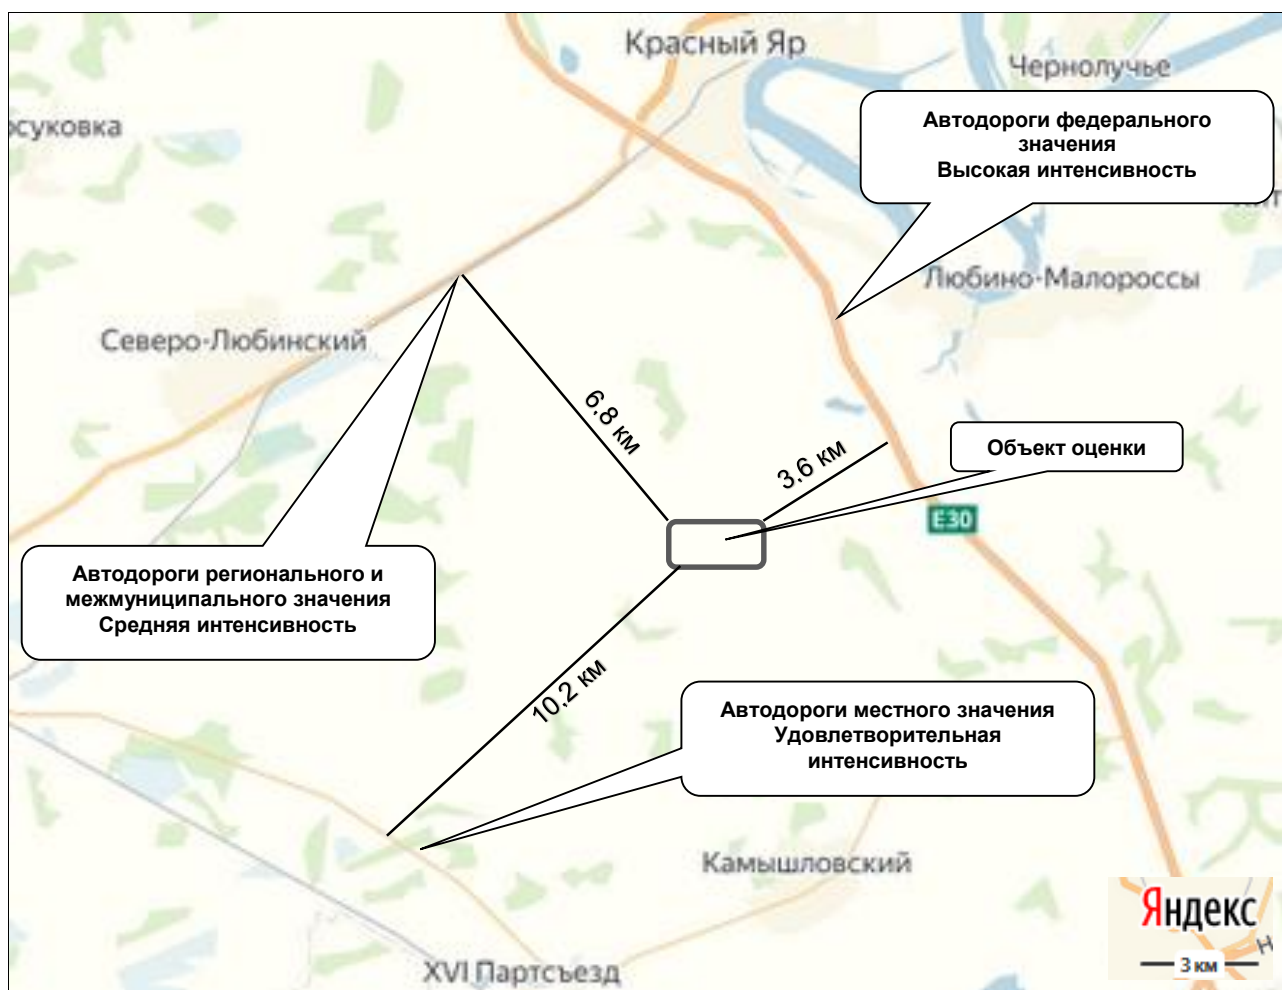 Красный Яр
Чернолучье
осуковка
Автодороги федерального
значения
Высокая интенсивность
Любино-Малороссы
Северо-Любинский
6.8 км
3,6 км
Объект оценки
E30
Автодороги регионального и
межмуниципального значения
Средняя интенсивность
10,2 км
Автодороги местного значения
Удовлетворительная
интенсивность
Камышловский
XVI Партсъезд
Яндекс
3 км